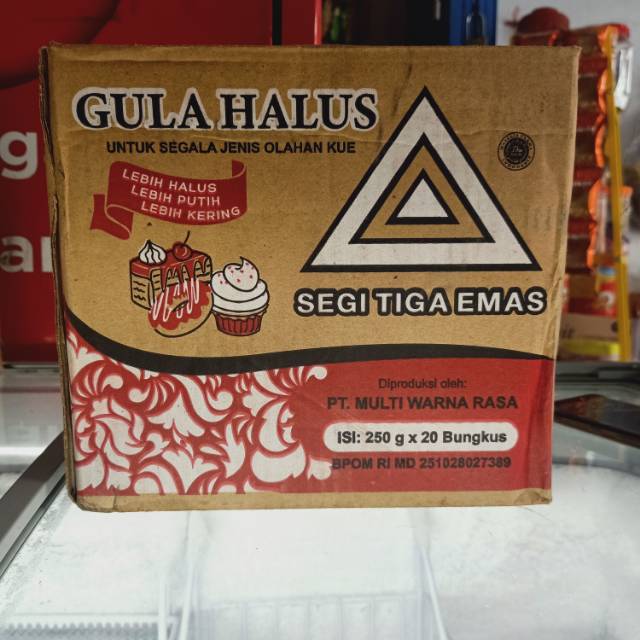 GULA HALUS
UNTUK SEGALA JENIS OLAHAN KUE
LEBIH HALUS
LEBIH PUTIH
LEBIH KERING
SEGI TIGA EMAS
Diproduksi oleh:
PT. MULTI WARNA RASA
ISI: 250 g x 20 Bungkus
BPOM RI MD 251028027389